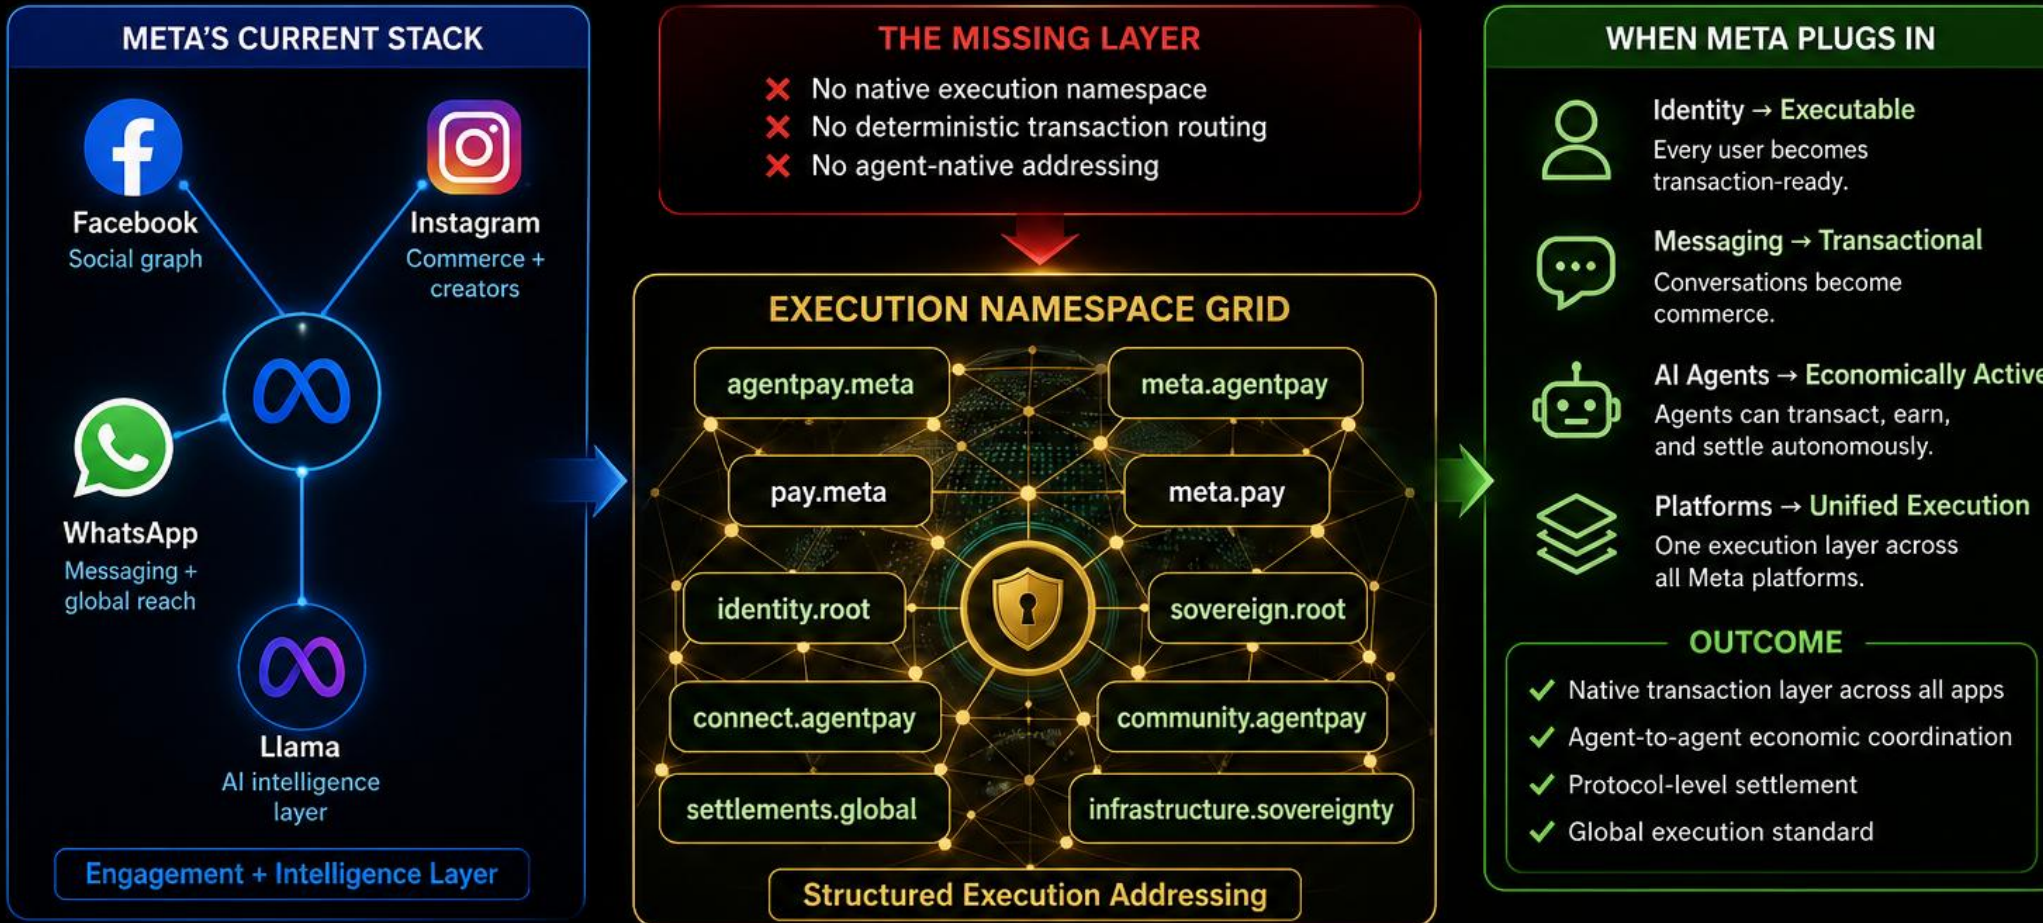 META'S CURRENT STACK
Facebook
Social graph
Instagram
Commerce +
creators
WhatsApp
Messaging +
global reach
Llama
AI intelligence
layer
Engagement + Intelligence Layer
THE MISSING LAYER
No native execution namespace
No deterministic transaction routing
No agent-native addressing
EXECUTION NAMESPACE GRID
agentpay.meta
meta.agentpay
pay.meta
meta.pay
identity.root
sovereign.root
connect.agentpay
community.agentpay
settlements.global
infrastructure.sovereignty
Structured Execution Addressing
WHEN META PLUGS IN
Identity → Executable
Every user becomes
transaction-ready.
Messaging → Transactional
Conversations become
commerce.
AI Agents → Economically Active
Agents can transact, earn,
and settle autonomously.
Platforms → Unified Execution
One execution layer across
all Meta platforms.
OUTCOME
Native transaction layer across all apps
Agent-to-agent economic coordination
Protocol-level settlement
Global execution standard